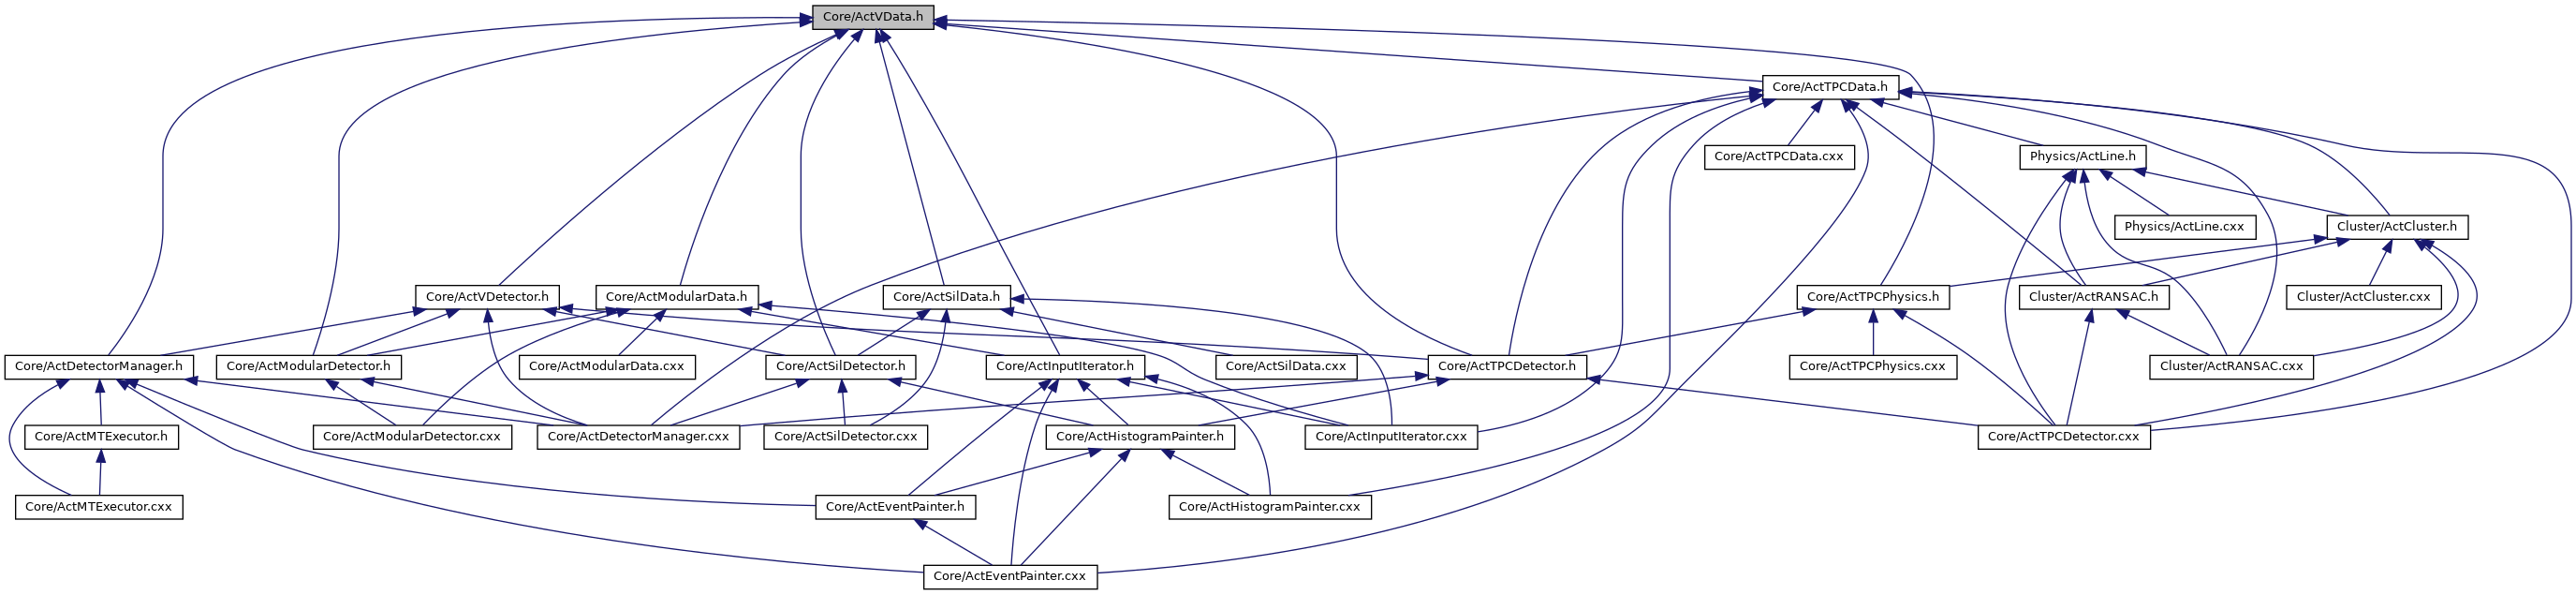 Core/ActVData.h
Core/ActTPCData.h
Core/ActTPCData.cxx
Physics/ActLine.h
Physics/ActLine.cxx
Cluster/ActCluster.h
Core/ActVDetector.h
Core/ActModularData.h
Core/ActSilData.h
Core/ActTPCPhysics.h
Cluster/ActRANSAC.h
Cluster/ActCluster.cxx
Core/ActDetectorManager.h
Core/ActModularDetector.h
Core/ActModularData.cxx
Core/ActSilDetector.h
Core/ActInputIterator.h
Core/ActSilData.cxx
Core/ActTPCDetector.h
Core/ActTPCPhysics.cxx
Cluster/ActRANSAC.cxx
Core/ActMTExecutor.h
Core/ActModularDetector.cxx
Core/ActDetectorManager.cxx
Core/ActSilDetector.cxx
Core/ActHistogramPainter.h
Core/ActInputIterator.cxx
Core/ActTPCDetector.cxx
Core/ActMTExecutor.cxx
Core/ActEventPainter.h
Core/ActHistogramPainter.cxx
Core/ActEventPainter.cxx